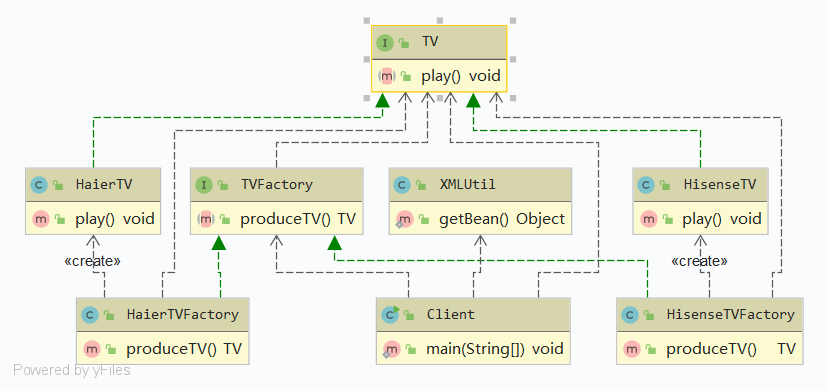 TV
play() void
HaierTV
play() void
TVFactory
produceTV() TV
XMLUtil
getBean() Object
HisenseTV
play() void
«create»
«create»
HaierTVFactory
produceTV() TV
Client
main(String[]) void
HisenseTVFactory
produceTV() TV
Powered by yFiles